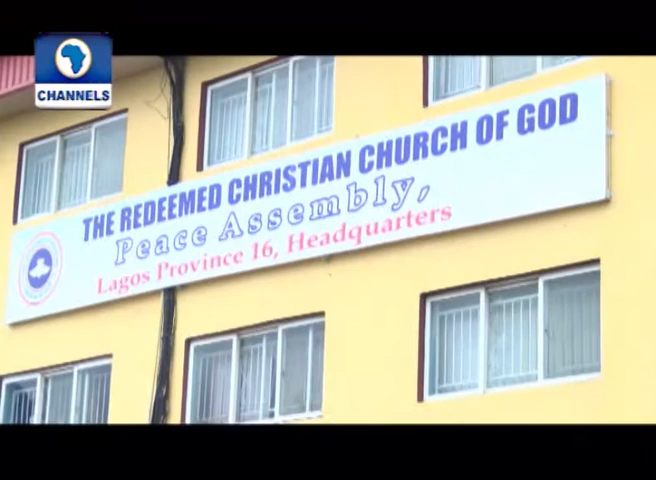 CHANNELS
THE REDEEMED CHRISTIAN CHURCH OF GOD
Peace Assembly,
Lagos Province 16, Headquarters